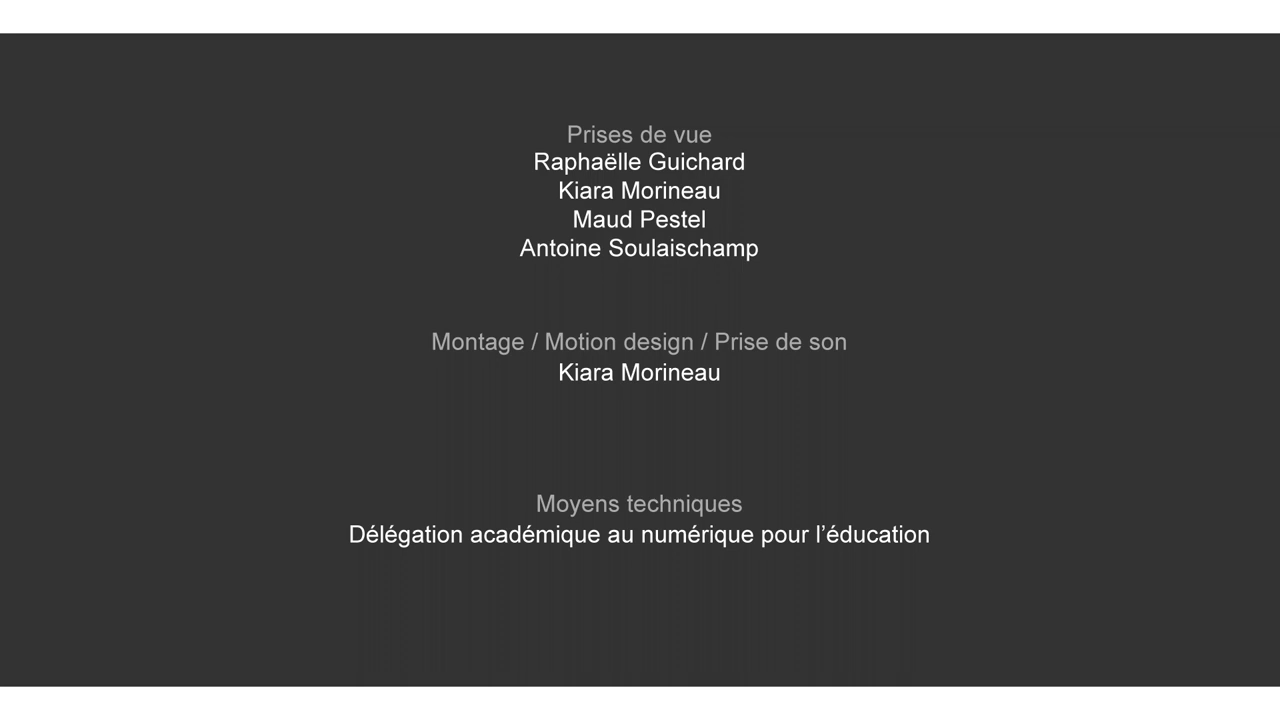 Prises de vue
Raphaëlle Guichard
Kiara Morineau
Maud Pestel
Antoine Soulaischamp
Montage / Motion design / Prise de son
Kiara Morineau
Moyens techniques
Délégation académique au numérique pour l’éducation